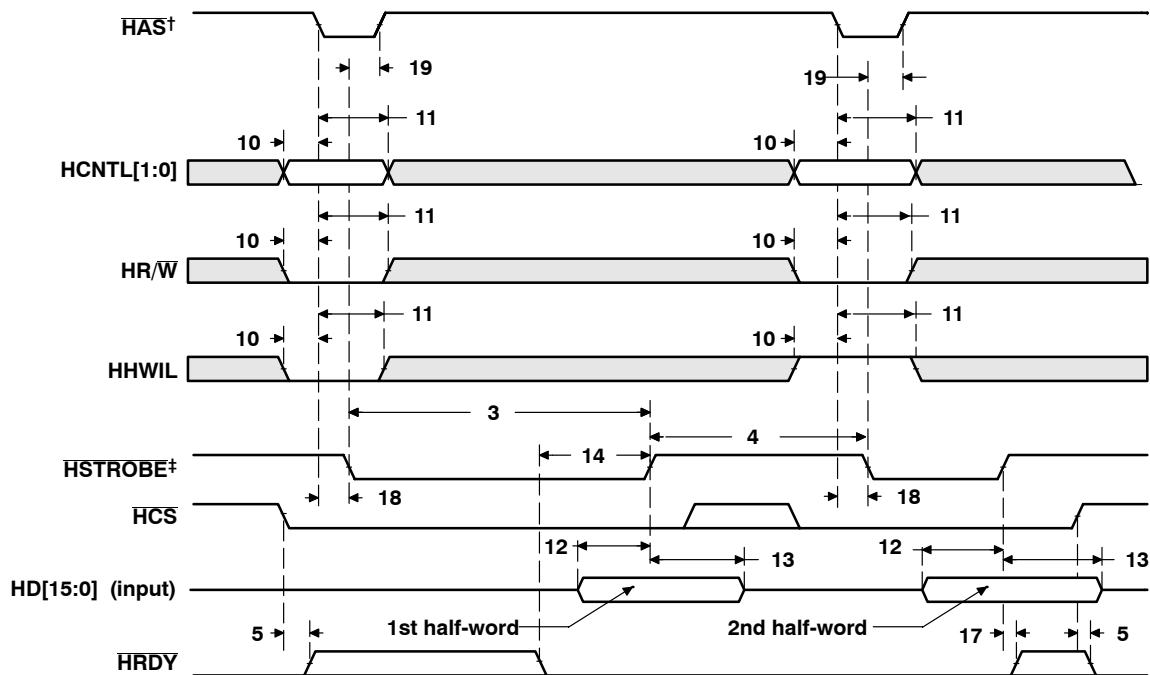 HAS†
19
19
11
11
10
10
HCNTL[1:0]
11
11
10
10
HR/W
11
11
10
10
HHWIL
3
4
14
HSTROBE‡
18
18
HCS
12
12
13
13
HD[15:0] (input)
1st half-word
2nd half-word
5
17
5
HRDY